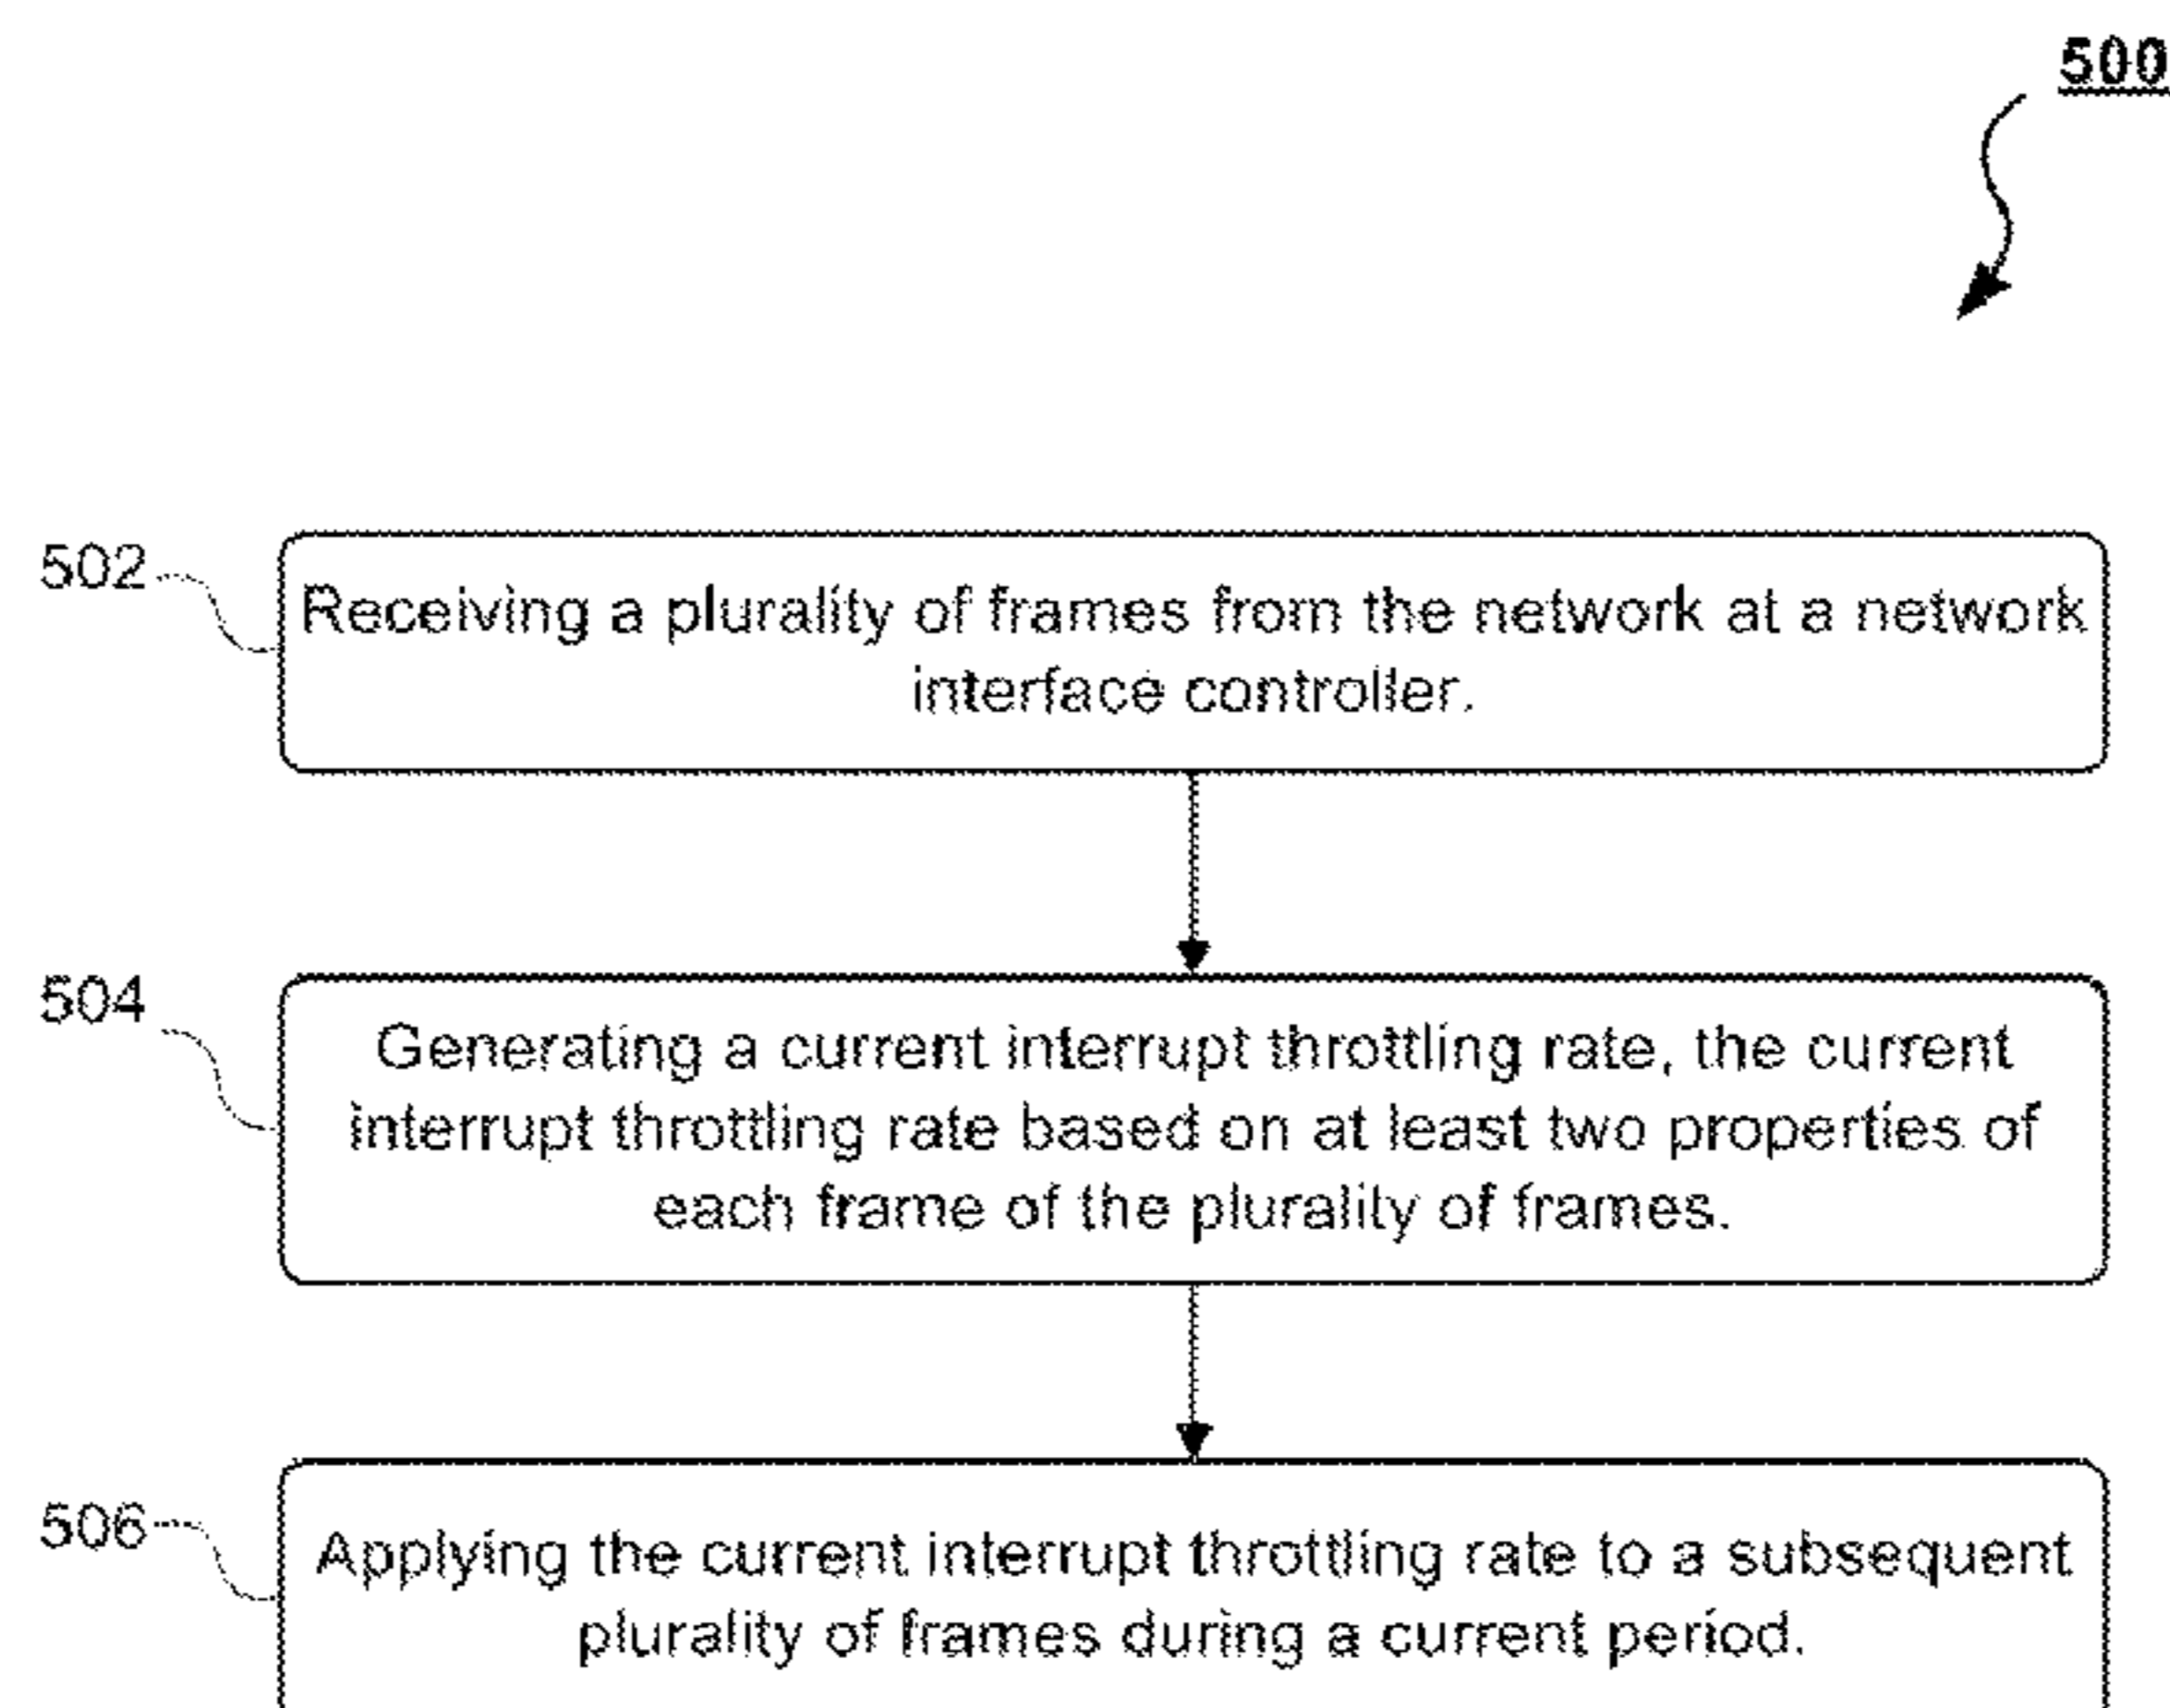 500
502
Receiving a plurality of frames from the network at a network
interface controller.
504
Generating a current interrupt throttling rate, the current
interrupt throttling rate based on at least two properties of
each frame of the plurality of frames.
506
Applying the current interrupt throttling rate to a subsequent
plurality of frames during a current period.